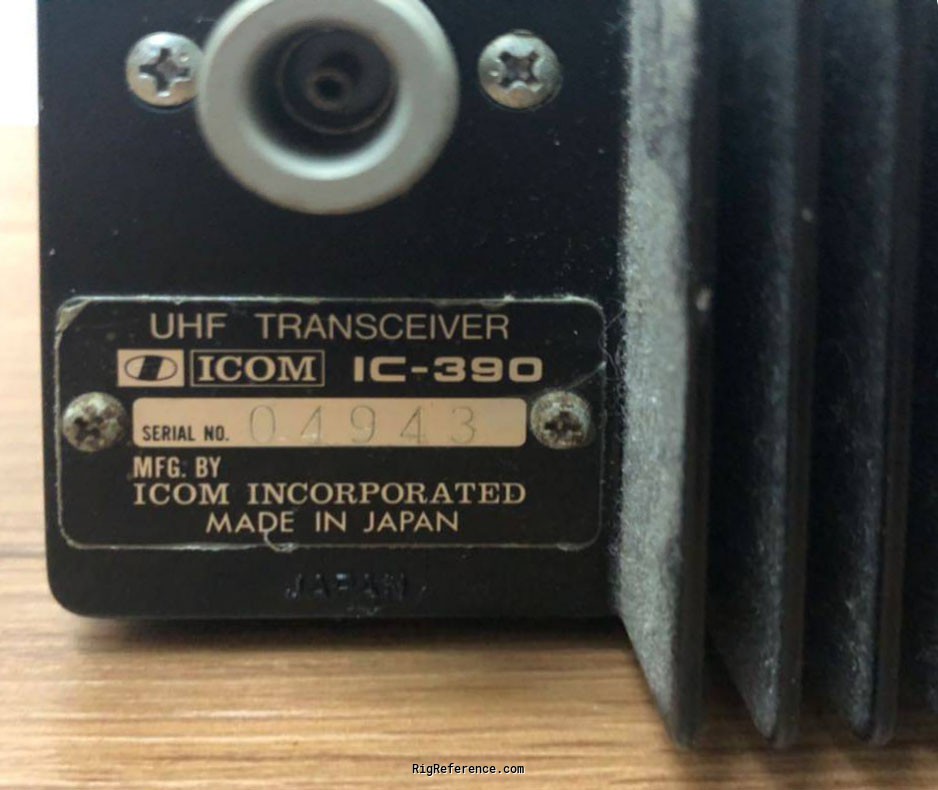 UHF TRANSCEIVER
ICOM IC-390
SERIAL NO. 04943
MFG. BY
ICOM INCORPORATED
MADE IN JAPAN
JAPAN
RigReference.com